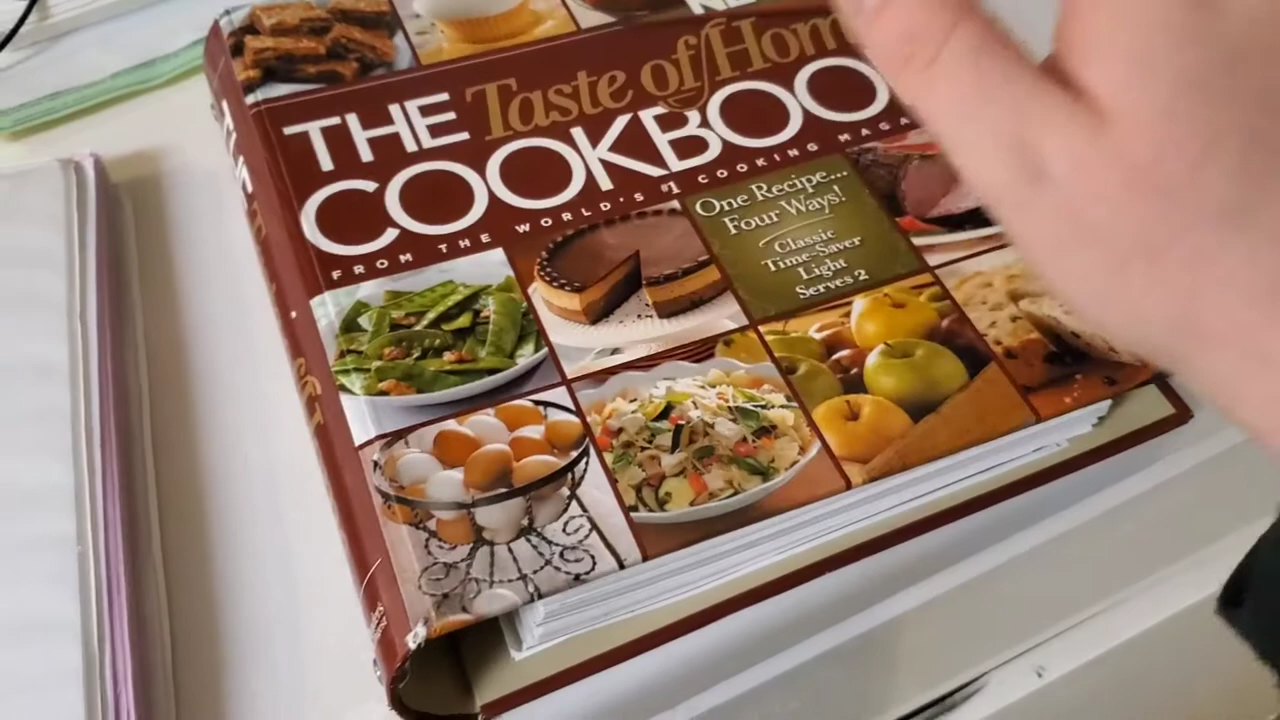 THE Taste of Hom
COOKBOO
FROM THE WORLD'S #1 COOKING MAGA
One Recipe...
Four Ways!
Classic
Time-Saver
Light
Serves 2